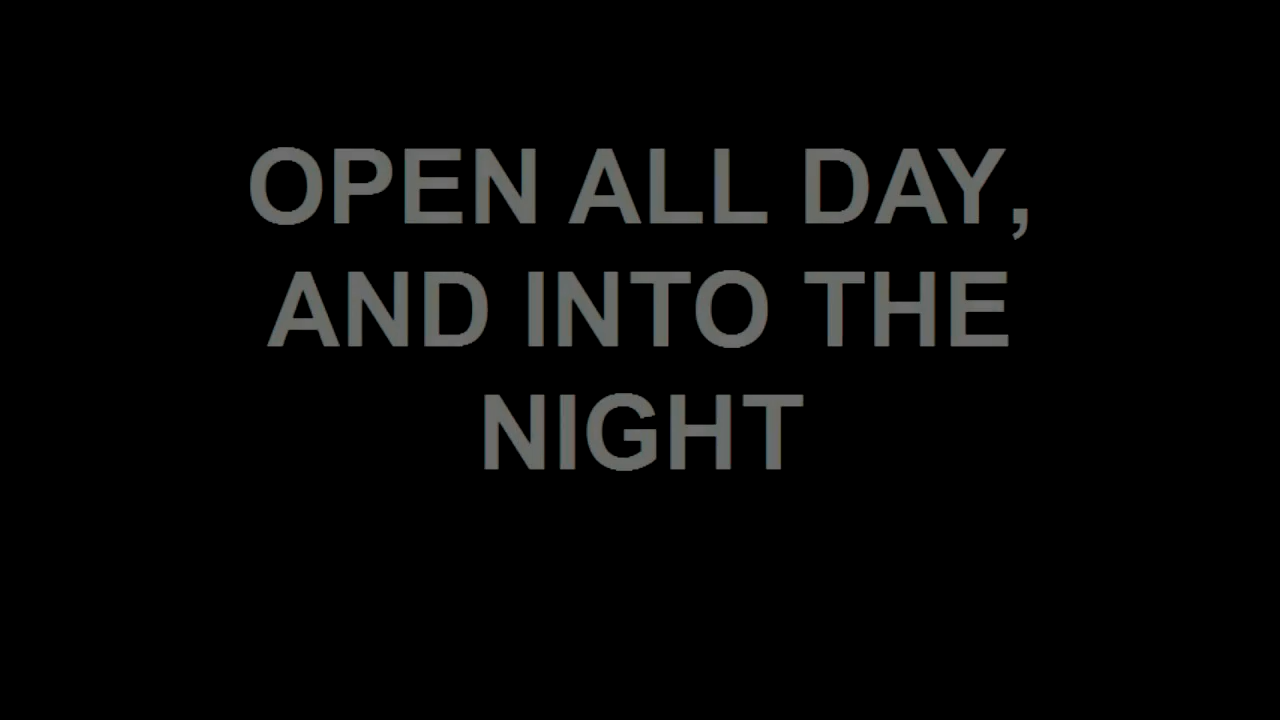 OPEN ALL DAY,
AND INTO THE
NIGHT